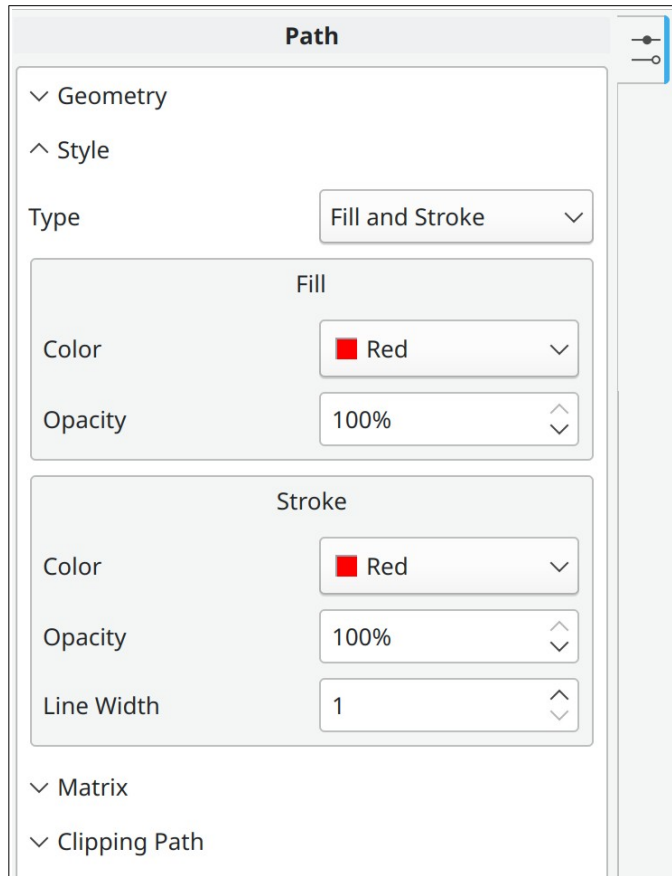 Path
Geometry
Style
Type Fill and Stroke
Fill
Color Red
Opacity 100%
Stroke
Color Red
Opacity 100%
Line Width 1
Matrix
Clipping Path